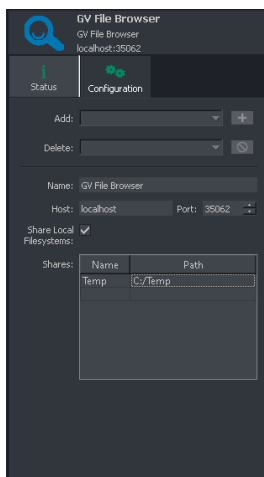 GV File Browser
GV File Browser
localhost:35062
Status
Configuration
Add:
Delete:
Name: GV File Browser
Host: localhost Port: 35062
Share Local
Filesystems:
Shares: Name Path
Temp C:/Temp